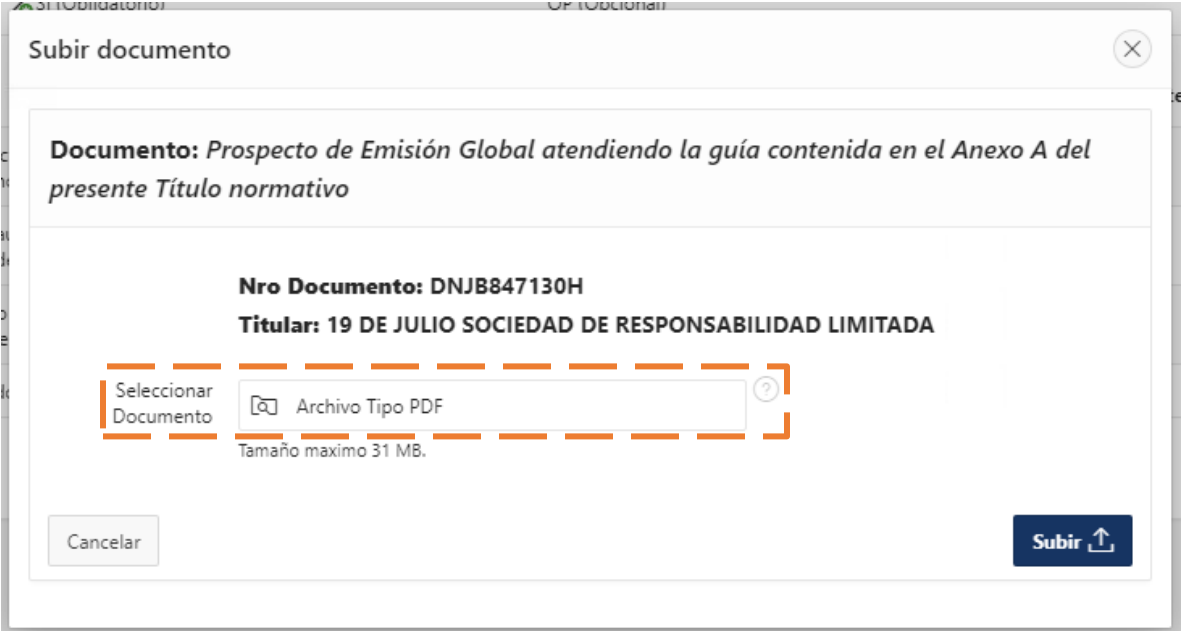 OP (Opcional)
Subir documento
Documento: Prospecto de Emisión Global atendiendo la guía contenida en el Anexo A del
presente Título normativo
Nro Documento: DNJB847130H
Titular: 19 DE JULIO SOCIEDAD DE RESPONSABILIDAD LIMITADA
Seleccionar
Documento
Archivo Tipo PDF
?
Tamaño maximo 31 MB.
Cancelar
Subir